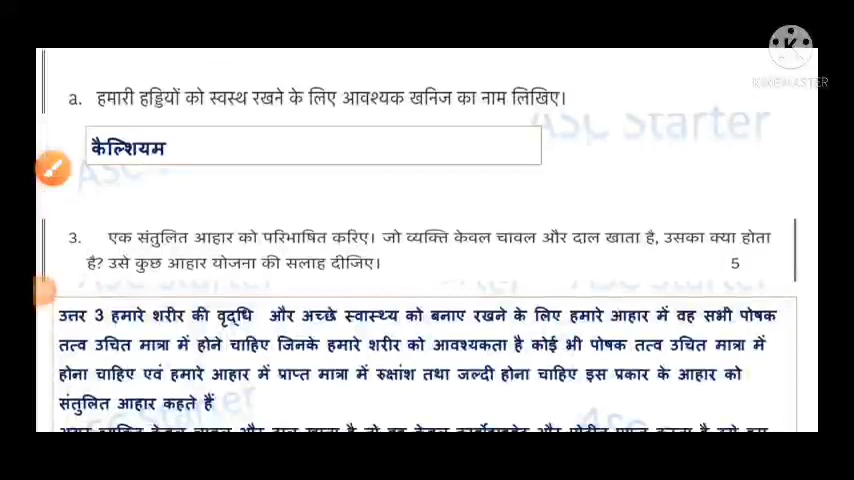 KINEMASTER
a. हमारी हड्डियों को स्वस्थ रखने के लिए आवश्यक खनिज का नाम लिखिए।
ASC Starter
कैल्शियम
3. एक संतुलित आहार को परिभाषित करिए। जो व्यक्ति केवल चावल और दाल खाता है, उसका क्या होता
है? उसे कुछ आहार योजना की सलाह दीजिए। 5
उत्तर 3 हमारे शरीर की वृद्धि और अच्छे स्वास्थ्य को बनाए रखने के लिए हमारे आहार में वह सभी पोषक
तत्व उचित मात्रा में होने चाहिए जिनके हमारे शरीर को आवश्यकता है कोई भी पोषक तत्व उचित मात्रा में
होना चाहिए एवं हमारे आहार में प्राप्त मात्रा में रुक्षांश तथा जल्दी होना चाहिए इस प्रकार के आहार को
संतुलित आहार कहते हैं